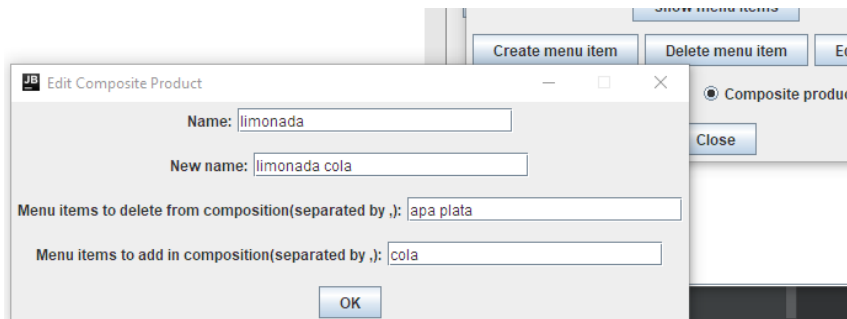 Show menu items
Create menu item Delete menu item
JB Edit Composite Product
Composite
Name: limonada
Close
New name: limonada cola
Menu items to delete from composition(separated by ,): apa plata
Menu items to add in composition(separated by ,): cola
OK